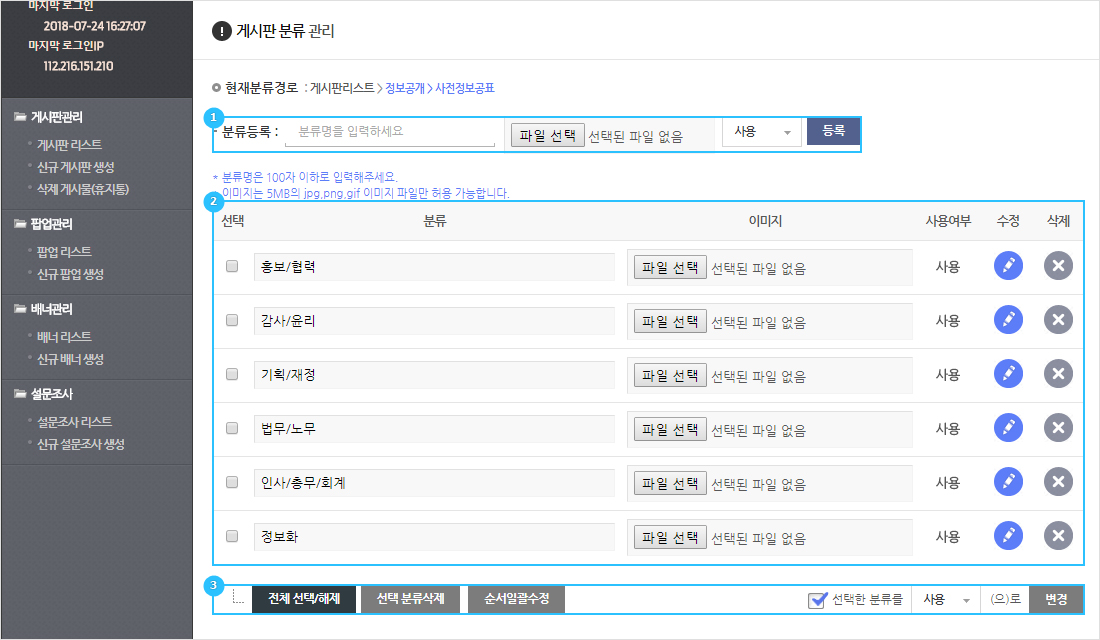 마지막 로그인
2018-07-24 16:27:07
마지막 로그인IP
112.216.151.210
게시판관리
게시판 리스트
신규 게시판 생성
삭제 게시물(휴지통)
팝업관리
팝업 리스트
신규 팝업 생성
배너관리
배너 리스트
신규 배너 생성
설문조사
설문조사 리스트
신규 설문조사 생성
! 게시판 분류 관리
현재분류경로 : 게시판리스트 > 정보공개 > 사전정보공표
1
분류등록 : 분류명을 입력하세요 파일 선택 선택된 파일 없음 사용 등록
* 분류명은 100자 이하로 입력해주세요.
이미지는 5MB의 jpg,png,gif 이미지 파일만 허용 가능합니다.
2
선택 분류 이미지 사용여부 수정 삭제
홍보/협력 파일 선택 선택된 파일 없음 사용
감사/윤리 파일 선택 선택된 파일 없음 사용
기획/재정 파일 선택 선택된 파일 없음 사용
법무/노무 파일 선택 선택된 파일 없음 사용
인사/총무/회계 파일 선택 선택된 파일 없음 사용
정보화 파일 선택 선택된 파일 없음 사용
3
전체 선택/해제 선택 분류삭제 순서일괄수정 선택한 분류를 사용 (으)로 변경